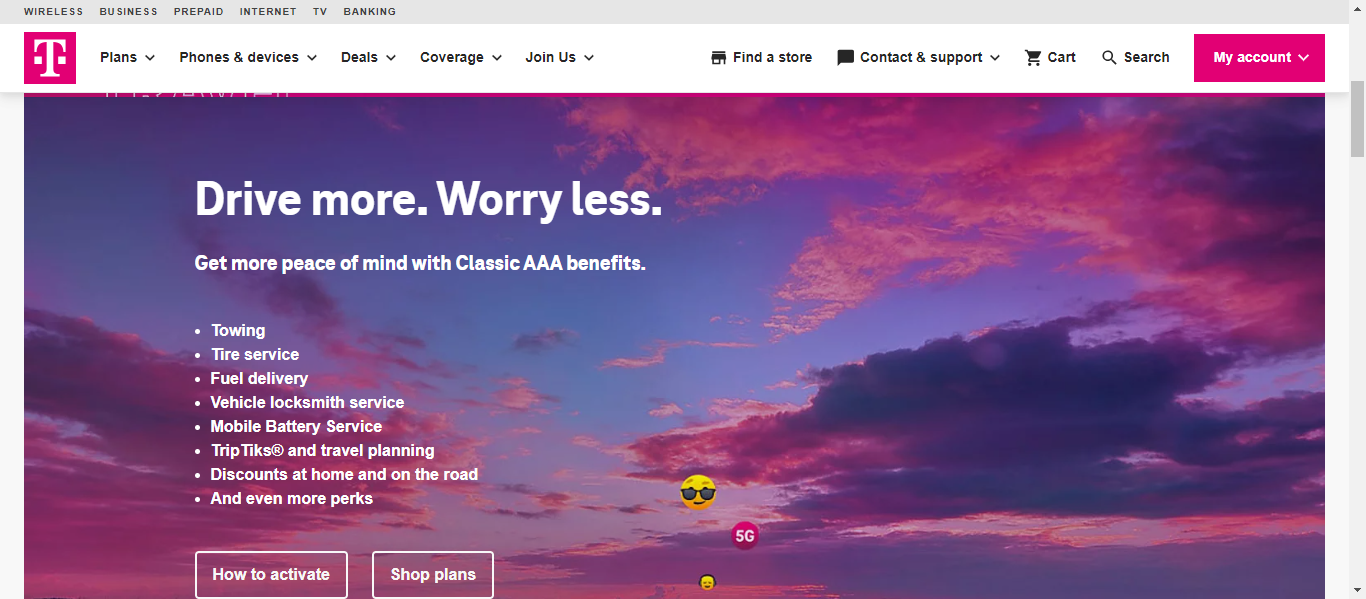 WIRELESS BUSINESS PREPAID INTERNET TV BANKING
T Plans Phones & devices Deals Coverage Join Us Find a store Contact & support Cart Search My account
Drive more. Worry less.
Get more peace of mind with Classic AAA benefits.
• Towing
• Tire service
• Fuel delivery
• Vehicle locksmith service
• Mobile Battery Service
• TripTiks® and travel planning
• Discounts at home and on the road
• And even more perks
5G
How to activate Shop plans